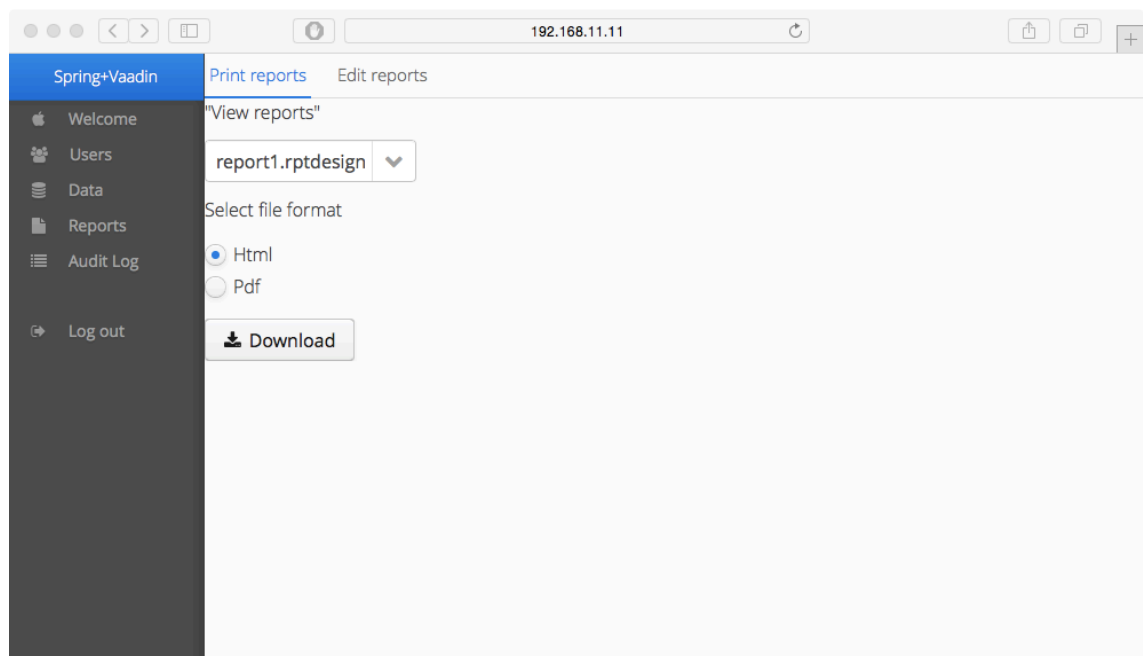 192.168.11.11
Spring+Vaadin
Print reports Edit reports
Welcome
Users
Data
Reports
Audit Log
Log out
"View reports"
report1.rptdesign
Select file format
Html
Pdf
Download